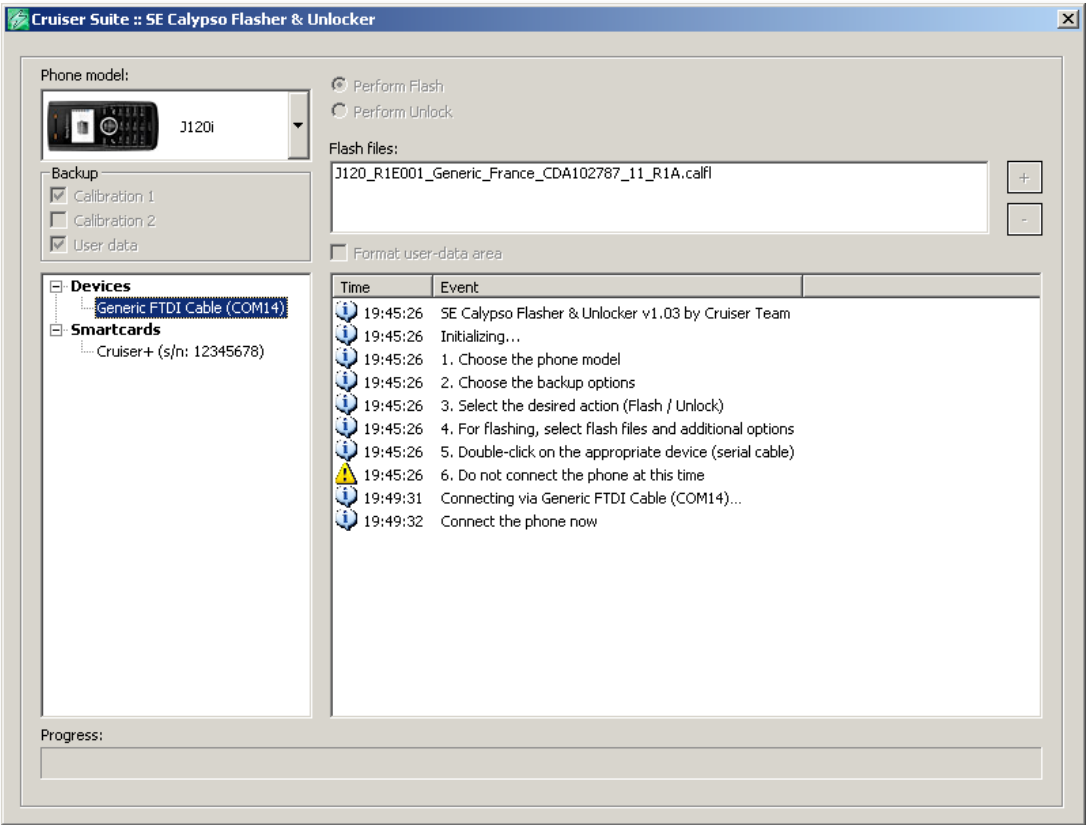 Cruiser Suite :: SE Calypso Flasher & Unlocker
Phone model:
J120i
Perform Flash
Perform Unlock
Flash files:
J120_R1E001_Generic_France_CDA102787_11_R1A.calfl
+
-
Backup
Calibration 1
Calibration 2
User data
Format user-data area
Devices
Generic FTDI Cable (COM14)
Smartcards
Cruiser+ (s/n: 12345678)
Time Event
19:45:26 SE Calypso Flasher & Unlocker v1.03 by Cruiser Team
19:45:26 Initializing...
19:45:26 1. Choose the phone model
19:45:26 2. Choose the backup options
19:45:26 3. Select the desired action (Flash / Unlock)
19:45:26 4. For flashing, select flash files and additional options
19:45:26 5. Double-click on the appropriate device (serial cable)
19:45:26 6. Do not connect the phone at this time
19:49:31 Connecting via Generic FTDI Cable (COM14)...
19:49:32 Connect the phone now
Progress: